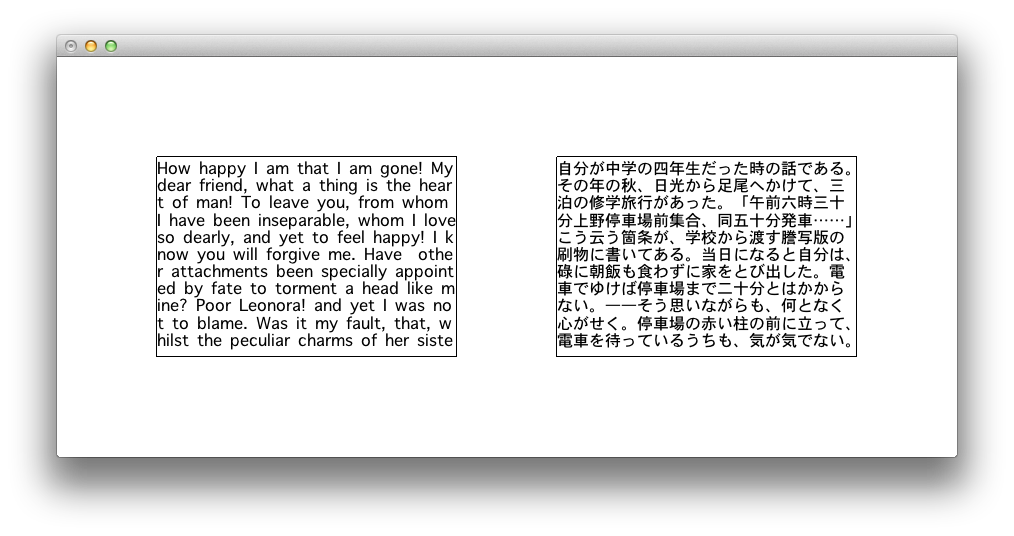 How happy I am that I am gone! My
dear friend, what a thing is the hear
t of man! To leave you, from whom
I have been inseparable, whom I love
so dearly, and yet to feel happy! I k
now you will forgive me. Have  othe
r attachments been specially appoint
ed by fate to torment a head like m
ine? Poor Leonora! and yet I was no
t to blame. Was it my fault, that, w
hilst the peculiar charms of her siste
自分が中学の四年生だった時の話である。
その年の秋、日光から足尾へかけて、三
泊の修学旅行があった。「午前六時三十
分上野停車場前集合、同五十分発車……」
こう云う箇条が、学校から渡す謄写版の
刷物に書いてある。当日になると自分は、
碌に朝飯も食わずに家をとび出した。電
車でゆけば停車場まで二十分とはかから
ない。――そう思いながらも、何となく
心がせく。停車場の赤い柱の前に立って、
電車を待っているうちも、気が気でない。